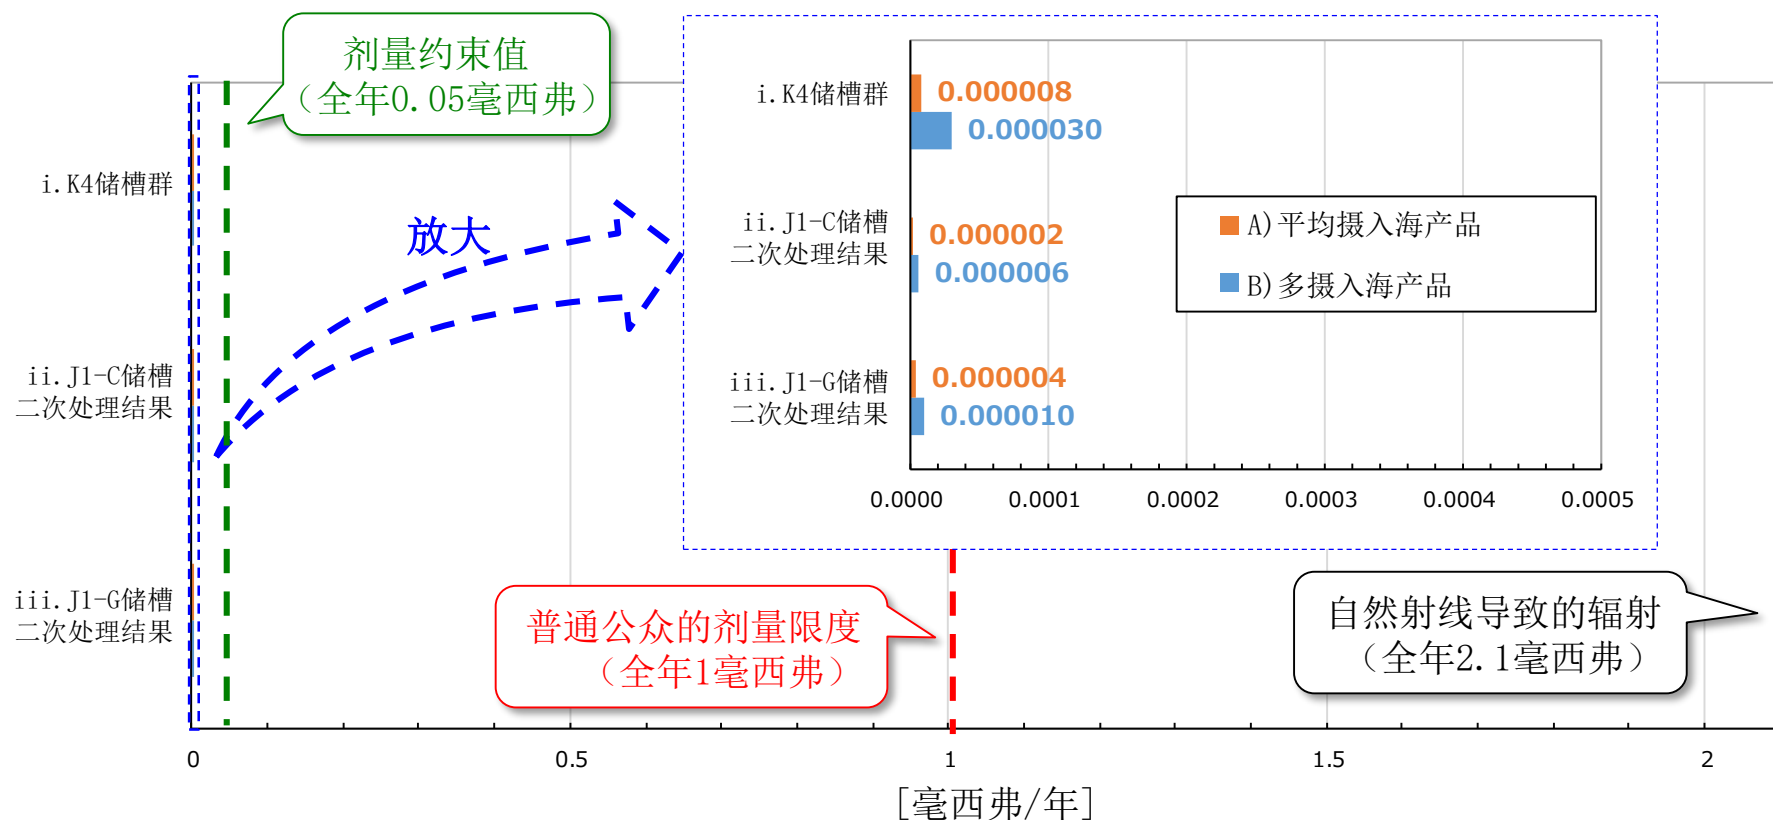 剂量约束值
（全年0.05毫西弗）
i.K4储槽群
ii.J1-C储槽
二次处理结果
iii.J1-G储槽
二次处理结果
放大
i.K4储槽群
0.000008
0.000030
ii.J1-C储槽
二次处理结果
0.000002
0.000006
iii.J1-G储槽
二次处理结果
0.000004
0.000010
A)平均摄入海产品
B)多摄入海产品
0.0000 0.0001 0.0002 0.0003 0.0004 0.0005
普通公众的剂量限度
（全年1毫西弗）
自然射线导致的辐射
（全年2.1毫西弗）
0 0.5 1 1.5 2
[毫西弗/年]